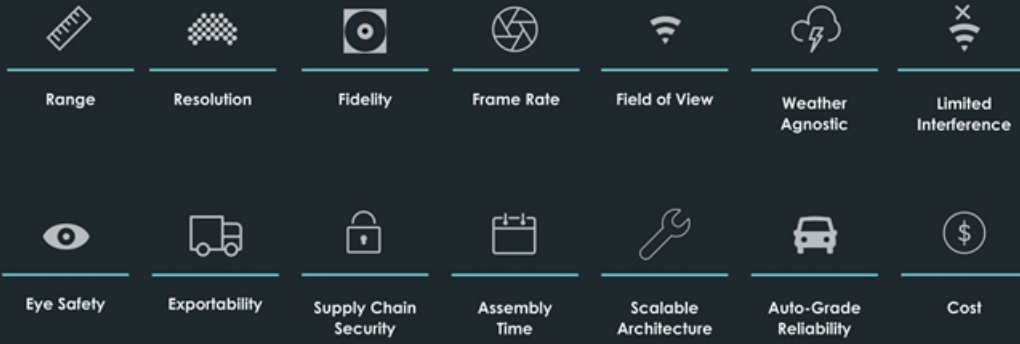 Range
Resolution
Fidelity
Frame Rate
Field of View
Weather
Agnostic
Limited
Interference
Eye Safety
Exportability
Supply Chain
Security
Assembly
Time
Scalable
Architecture
Auto-Grade
Reliability
$
Cost